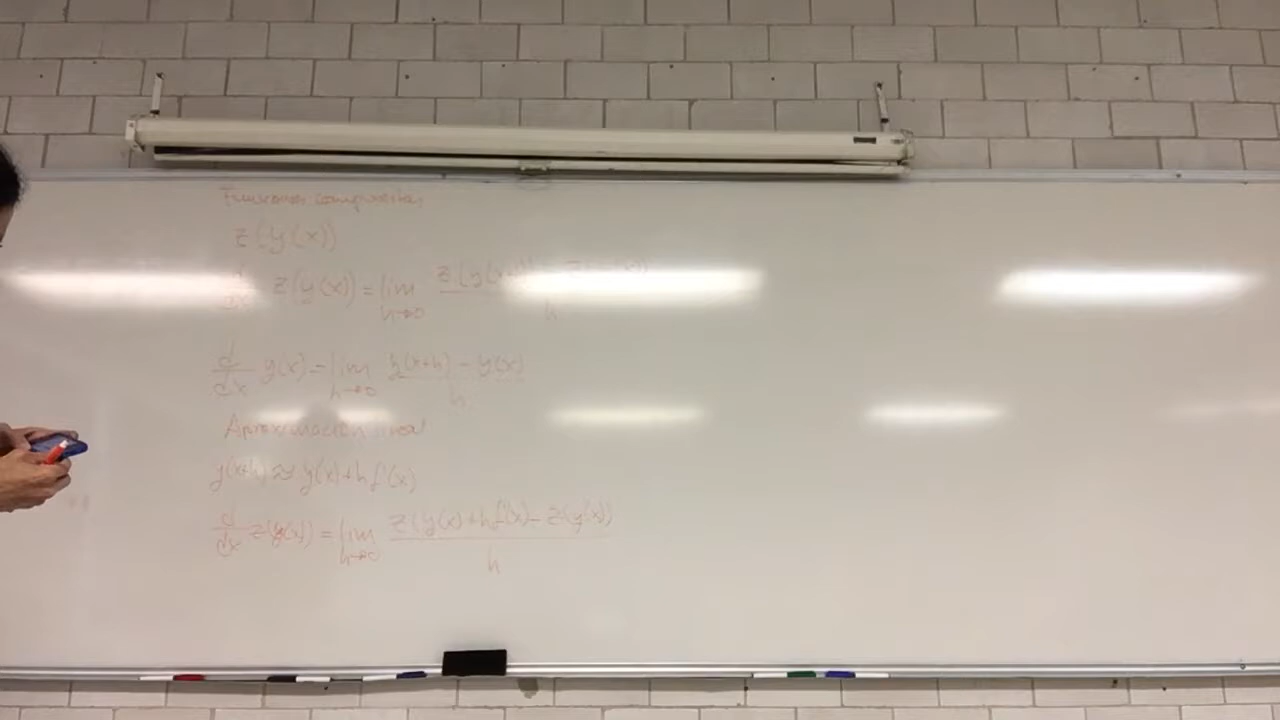 Funciones compuestas
z(y(x))
d/dx z(y(x)) = lim h→0 z(y(x / h
d/dx y(x) = lim h→0 y(x+h) - y(x) / h
Aproximación lineal
y(x+h) ≈ y(x)+h f'(x)
d/dx z(y(x)) = lim h→0 z(y(x)+h f'(x) - z(y(x)) / h